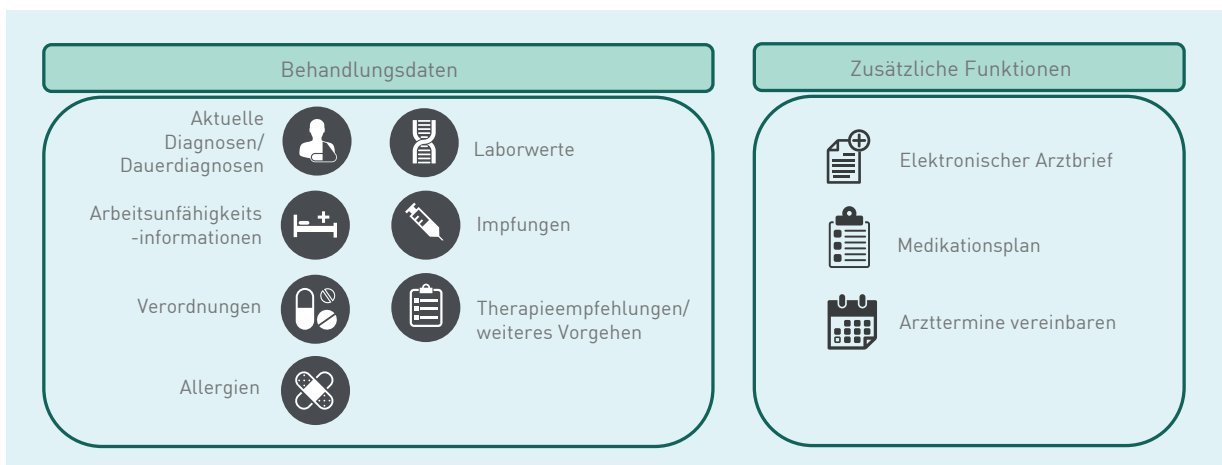 Behandlungsdaten
Aktuelle
Diagnosen/
Dauerdiagnosen
Arbeitsunfähigkeits
-informationen
Verordnungen
Allergien
Laborwerte
Impfungen
Therapieempfehlungen/
weiteres Vorgehen
Zusätzliche Funktionen
Elektronischer Arztbrief
Medikationsplan
Arzttermine vereinbaren